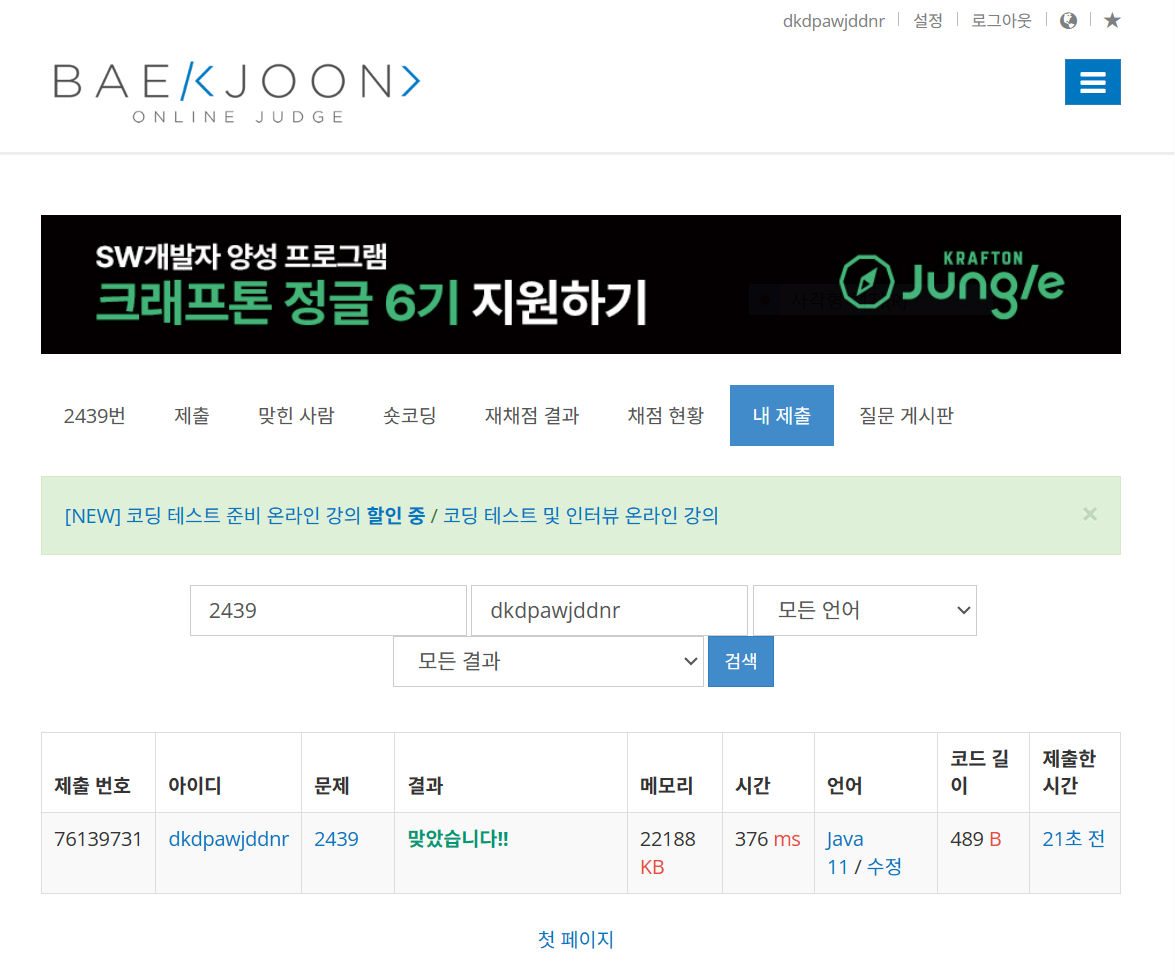 dkdpawjddnr 설정 로그아웃
BAEKJOON
ONLINE JUDGE
SW개발자 양성 프로그램
크래프톤 정글 6기 지원하기
KRAFTON
Jungle
2439번 제출 맞힌 사람 숏코딩 재채점 결과 채점 현황 내 제출 질문 게시판
[NEW] 코딩 테스트 준비 온라인 강의 할인 중 / 코딩 테스트 및 인터뷰 온라인 강의 ×
2439 dkdpawjddnr 모든 언어
모든 결과 검색
제출 번호 아이디 문제 결과 메모리 시간 언어 코드 길이 제출한 시간
76139731 dkdpawjddnr 2439 맞았습니다!! 22188 KB 376 ms Java 11 / 수정 489 B 21초 전
첫 페이지